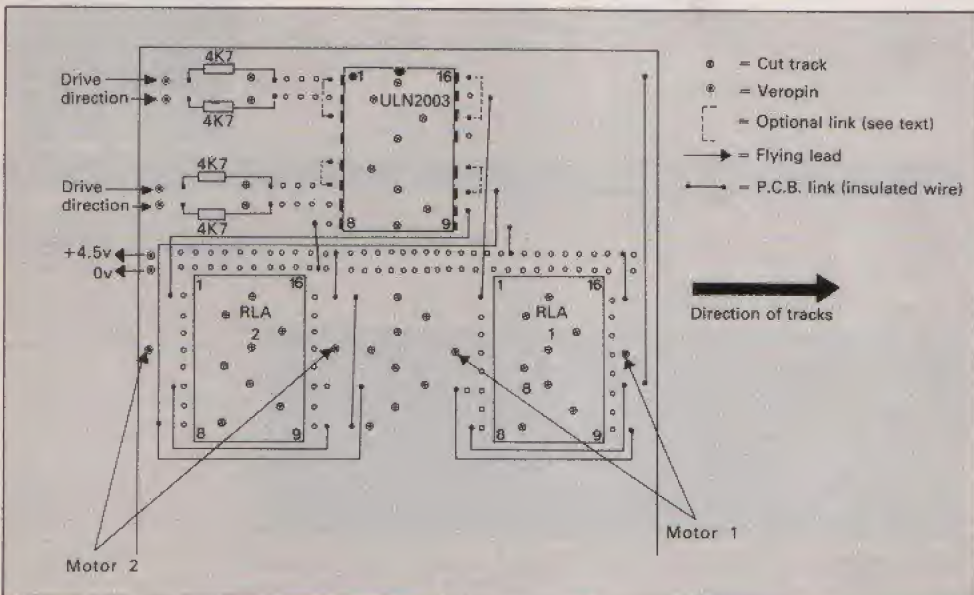 4K7
Drive
direction
4K7
1 16
ULN2003
8 9
4K7
Drive
direction
4K7
+4.5v
0v
1 16
RLA
2
8 9
1 16
RLA
1
8
8 9
Motor 2
Motor 1
= Cut track
= Veropin
= Optional link (see text)
= Flying lead
= P.C.B. link (insulated wire)
Direction of tracks